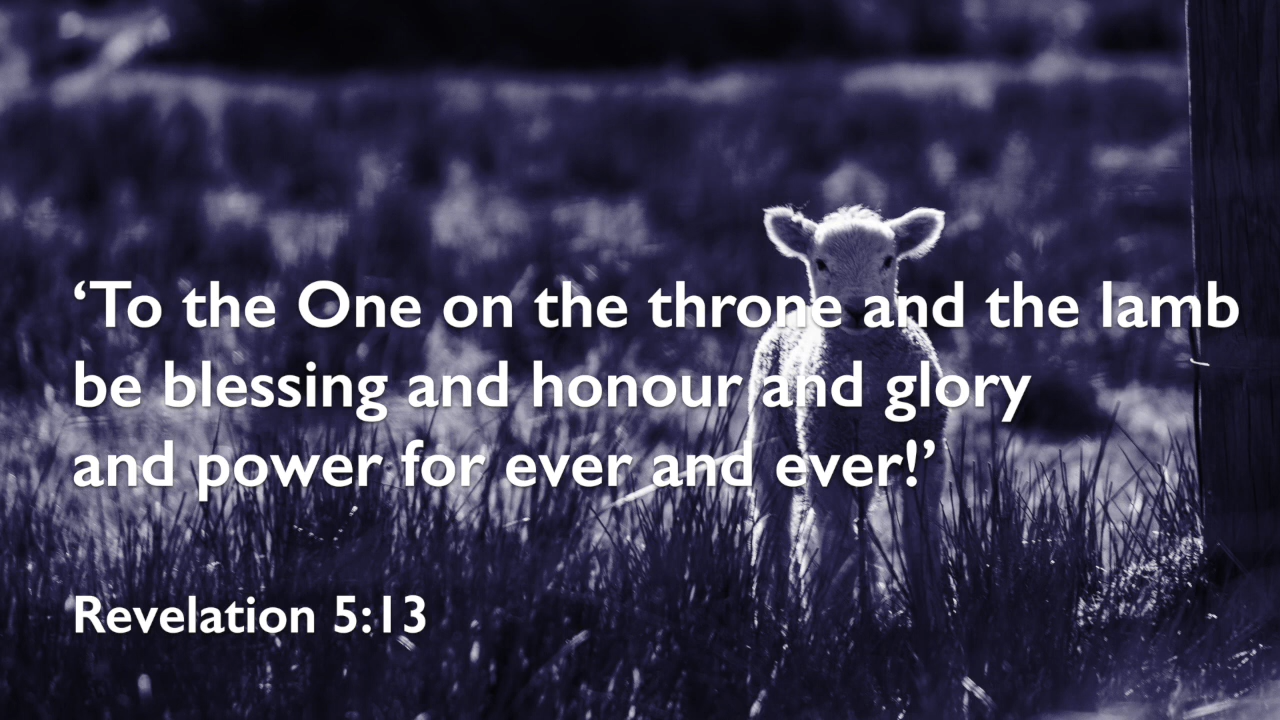 ‘To the One on the throne and the lamb
be blessing and honour and glory
and power for ever and ever!’
Revelation 5:13